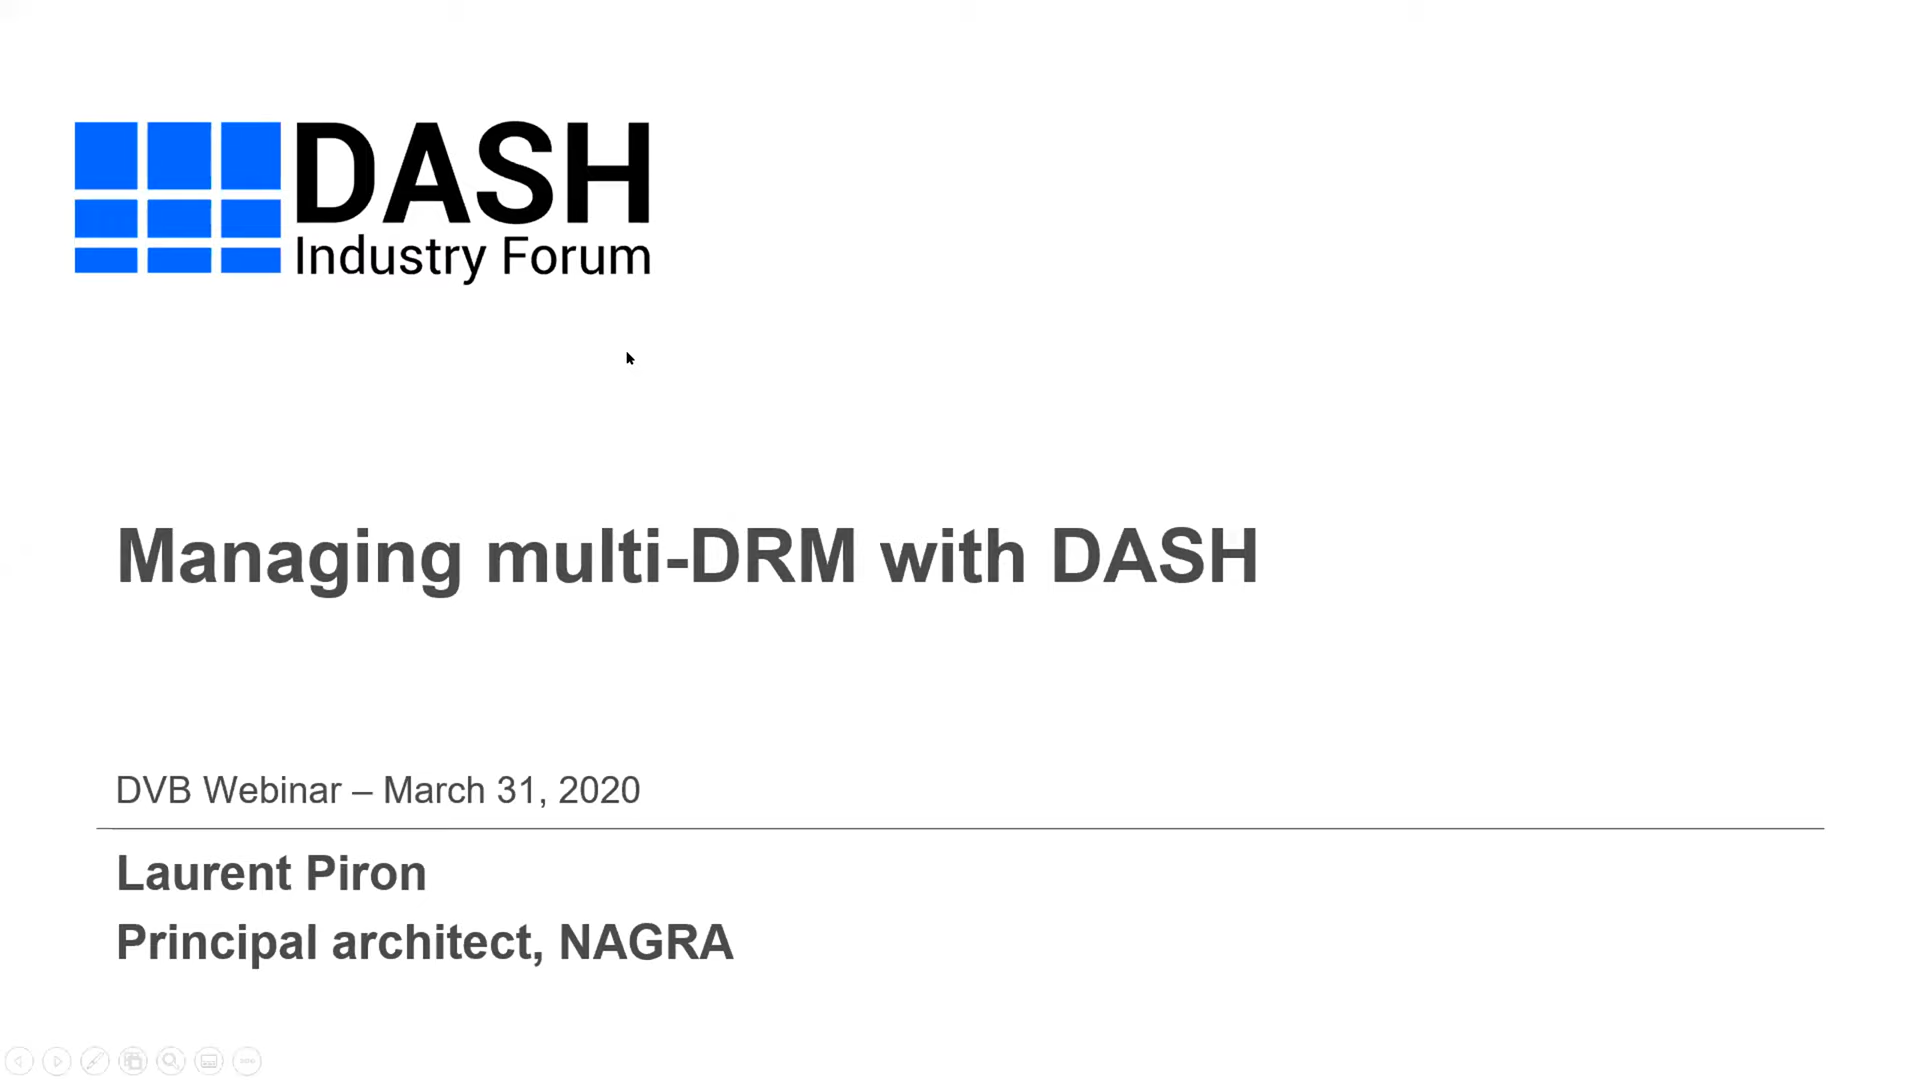 DASH
Industry Forum
Managing multi-DRM with DASH
DVB Webinar – March 31, 2020
Laurent Piron
Principal architect, NAGRA